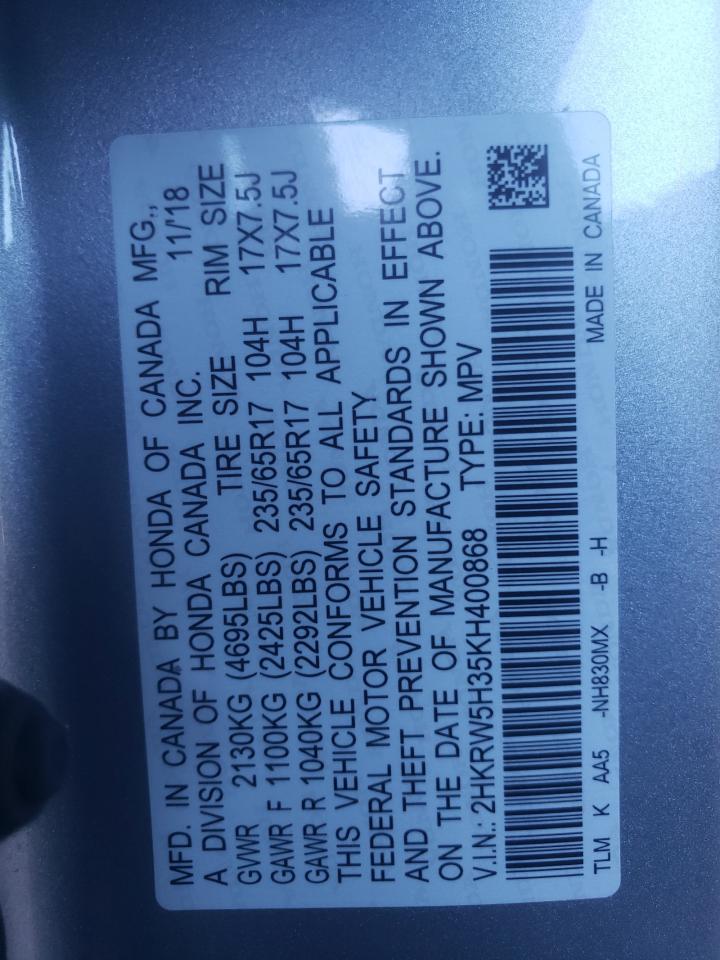 MFD. IN CANADA BY HONDA OF CANADA MFG.,
A DIVISION OF HONDA CANADA INC. 11/18
GVWR 2130KG (4695LBS) TIRE SIZE RIM SIZE
GAWR F 1100KG (2425LBS) 235/65R17 104H 17X7.5J
GAWR R 1040KG (2292LBS) 235/65R17 104H 17X7.5J
THIS VEHICLE CONFORMS TO ALL APPLICABLE
FEDERAL MOTOR VEHICLE SAFETY
AND THEFT PREVENTION STANDARDS IN EFFECT
ON THE DATE OF MANUFACTURE SHOWN ABOVE.
V.I.N.: 2HKRW5H35KH400868 TYPE: MPV
TLM K AA5 -NH830MX -B -H MADE IN CANADA